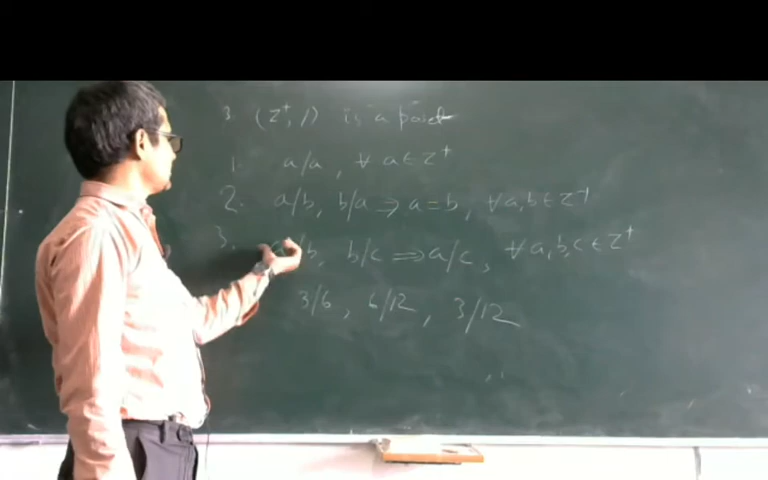 3. (Z⁺, /) is a poset
1. a/a, ∀ a ∈ Z⁺
2. a/b, b/a ⇒ a = b, ∀ a, b ∈ Z⁺
3. a/b, b/c ⇒ a/c, ∀ a, b, c ∈ Z⁺
3/6, 6/12, 3/12